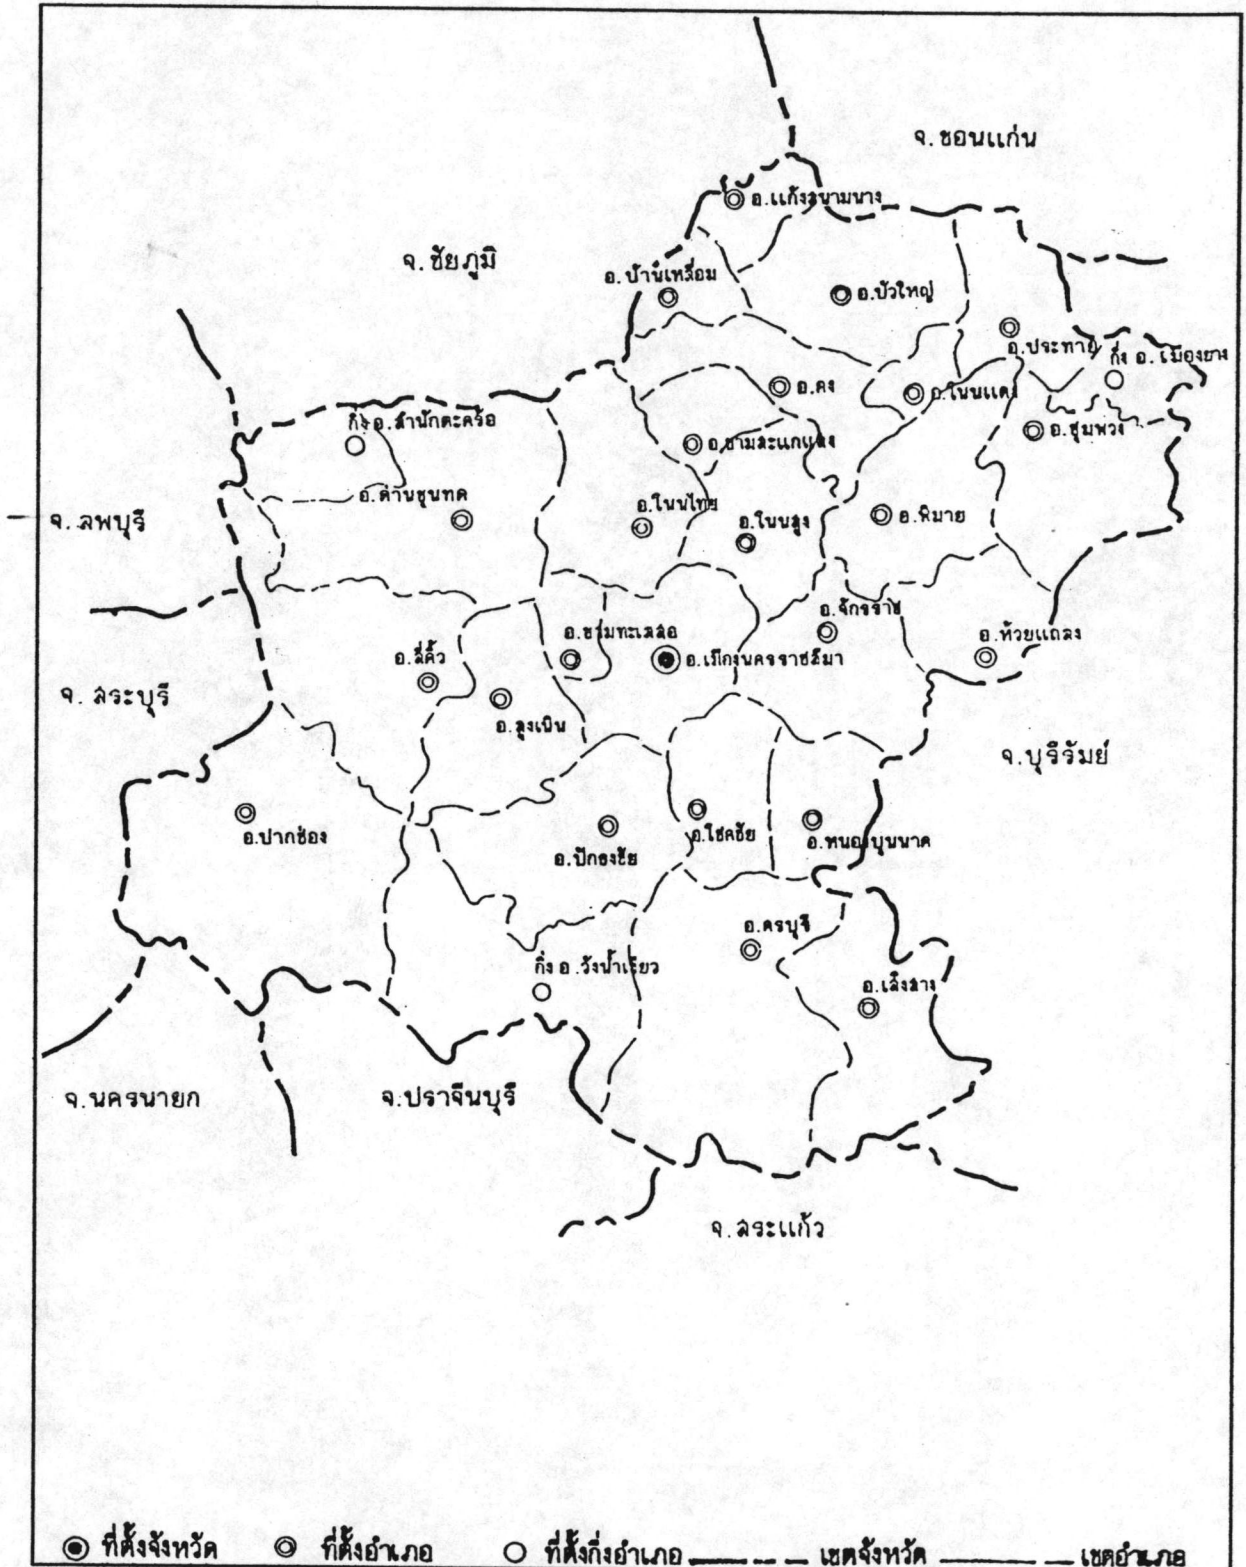 จ.ขอนแก่น
อ.แก้งสนามนาง
จ.ชัยภูมิ
อ.บ้านเหลื่อม
อ.บัวใหญ่
อ.ประทาย
กิ่ง อ.เมืองยาง
อ.คง
อ.โนนแดง
กิ่ง อ.สำนักตะคร้อ
อ.ขามสะแกแสง
อ.ชุมพวง
อ.ด่านขุนทด
อ.โนนไทย
อ.โนนสูง
อ.พิมาย
จ.ลพบุรี
อ.จักรราช
อ.ขามทะเลสอ
อ.ห้วยแถลง
อ.สีคิ้ว
อ.เมืองนครราชสีมา
จ.สระบุรี
อ.สูงเนิน
จ.บุรีรัมย์
อ.ปากช่อง
อ.ปักธงชัย
อ.โชคชัย
อ.หนองบุนนาค
อ.ครบุรี
กิ่ง อ.วังน้ำเขียว
อ.เสิงสาง
จ.นครนายก
จ.ปราจีนบุรี
จ.สระแก้ว
ที่ตั้งจังหวัด ที่ตั้งอำเภอ ที่ตั้งกิ่งอำเภอ เขตจังหวัด เขตอำเภอ